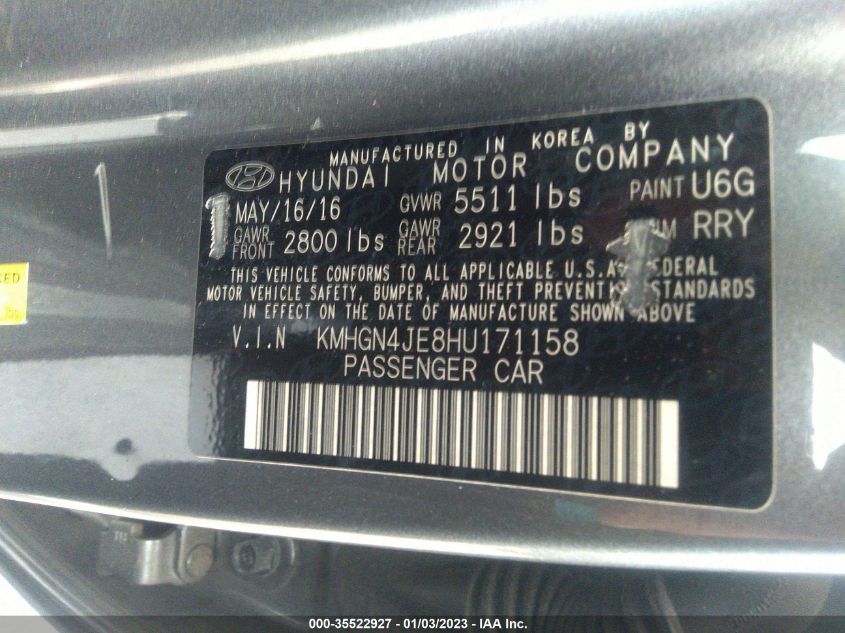 MANUFACTURED IN KOREA BY
HYUNDAI MOTOR COMPANY
MAY/16/16 GVWR 5511 lbs PAINT U6G
GAWR FRONT 2800 lbs GAWR REAR 2921 lbs RRY
THIS VEHICLE CONFORMS TO ALL APPLICABLE U.S.A
MOTOR VEHICLE SAFETY, BUMPER, AND THEFT STANDARDS
IN EFFECT ON THE DATE OF MANUFACTURE SHOWN ABOVE
V.I.N KMHGN4JE8HU171158
PASSENGER CAR
000-35522927 - 01/03/2023 - IAA Inc.